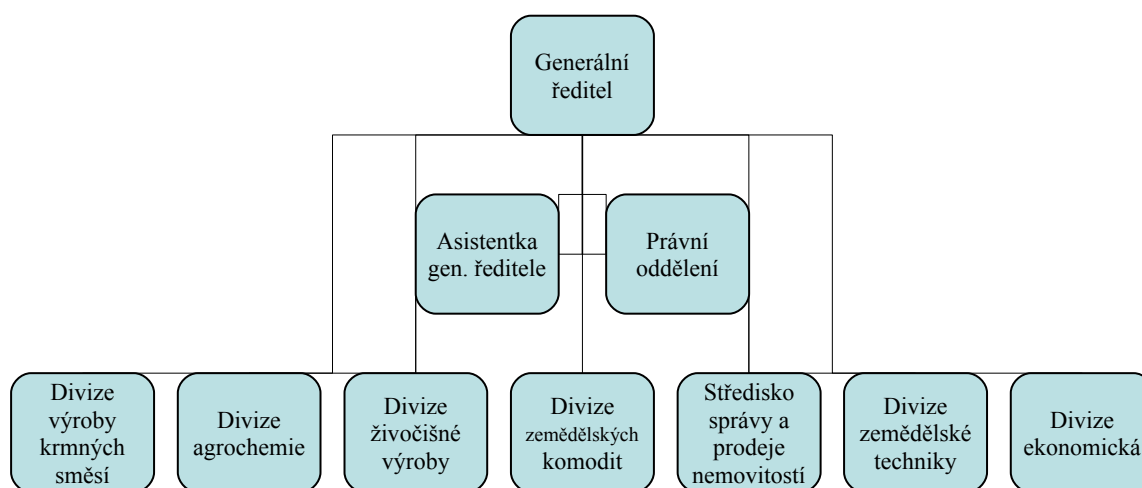 Generální
ředitel
Asistentka
gen. ředitele
Právní
oddělení
Divize
výroby
krmných
směsí
Divize
agrochemie
Divize
živočišné
výroby
Divize
zemědělských
komodit
Středisko
správy a
prodeje
nemovitostí
Divize
zemědělské
techniky
Divize
ekonomická